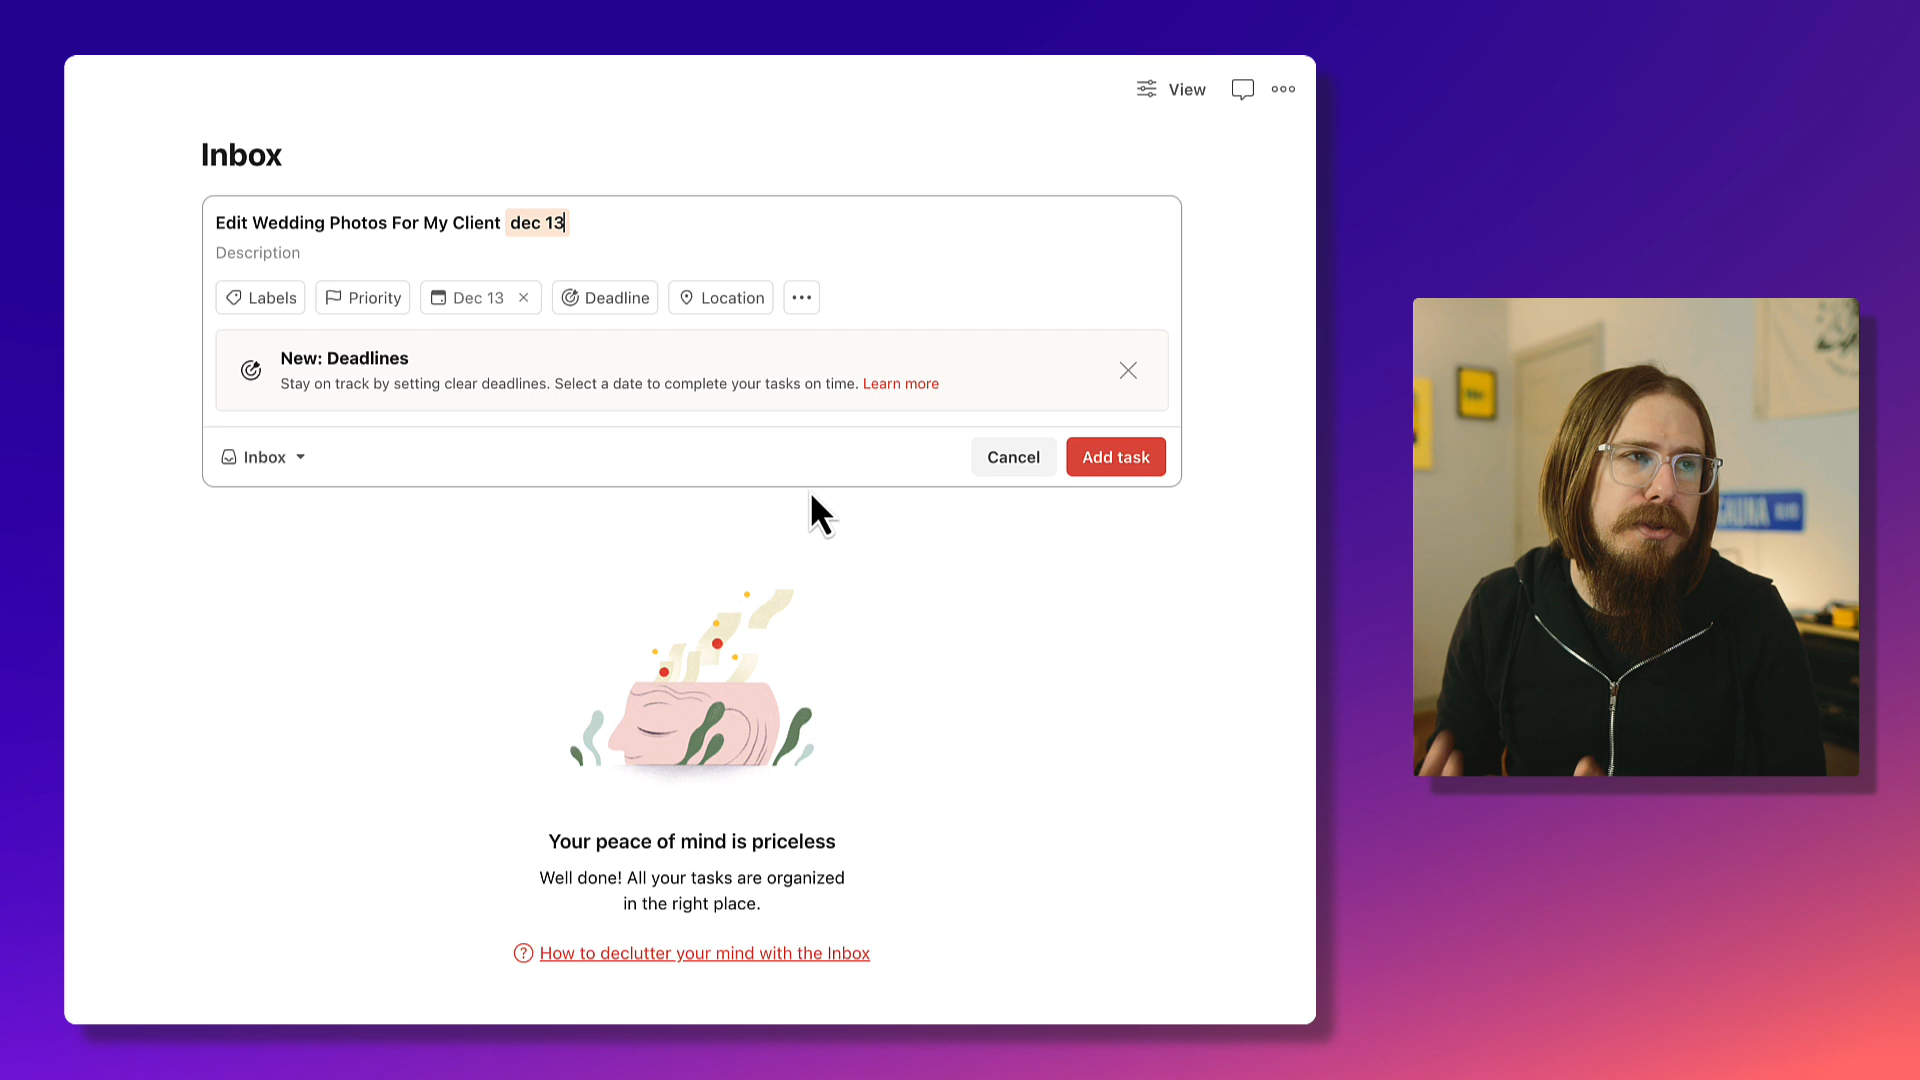 View
Inbox
Edit Wedding Photos For My Client dec 13
Description
Labels
Priority
Dec 13
Deadline
Location
New: Deadlines
Stay on track by setting clear deadlines. Select a date to complete your tasks on time. Learn more
Inbox
Cancel
Add task
Your peace of mind is priceless
Well done! All your tasks are organized
in the right place.
How to declutter your mind with the Inbox